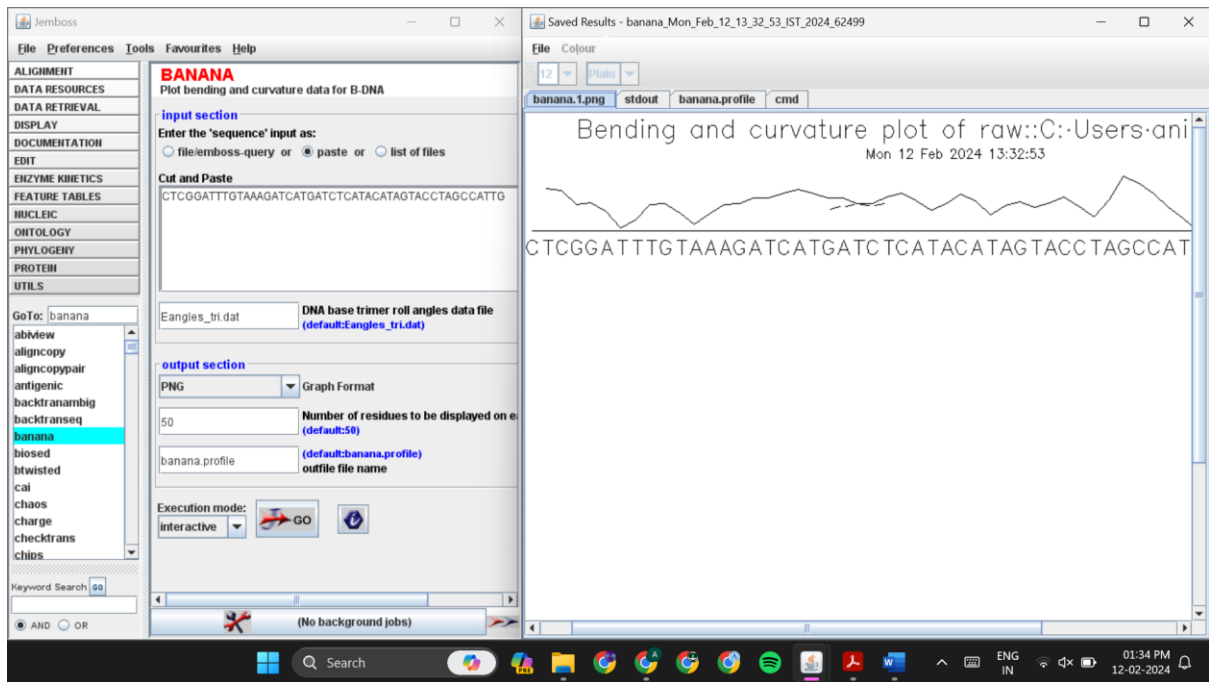 Jemboss
File Preferences Tools Favourites Help
ALIGNMENT
DATA RESOURCES
DATA RETRIEVAL
DISPLAY
DOCUMENTATION
EDIT
ENZYME KINETICS
FEATURE TABLES
NUCLEIC
ONTOLOGY
PHYLOGENY
PROTEIN
UTILS
GoTo: banana
abiview
aligncopy
aligncopypair
antigenic
backtranambig
backtranseq
banana
biosed
btwisted
cai
chaos
charge
checktrans
chips
Keyword Search GO
AND OR
BANANA
Plot bending and curvature data for B-DNA
input section
Enter the 'sequence' input as:
file/emboss-query or paste or list of files
Cut and Paste
CTCGGATTTGTAAAGATCATGATCTCATACATAGTACCTAGCCATTG
Eangles_tri.dat
DNA base trimer roll angles data file
(default:Eangles_tri.dat)
output section
PNG Graph Format
50
Number of residues to be displayed on e
(default:50)
banana.profile
(default:banana.profile)
outfile file name
Execution mode:
interactive
GO
(No background jobs)
Saved Results - banana_Mon_Feb_12_13_32_53_IST_2024_62499
File Colour
12 Plain
banana.1.png stdout banana.profile cmd
Bending and curvature plot of raw::C:·Users·ani
Mon 12 Feb 2024 13:32:53
CTCGGATTTGTAAAGATCATGATCTCATACATAGTACCTAGCCAT
Search
PRE
ENG
IN
01:34 PM
12-02-2024